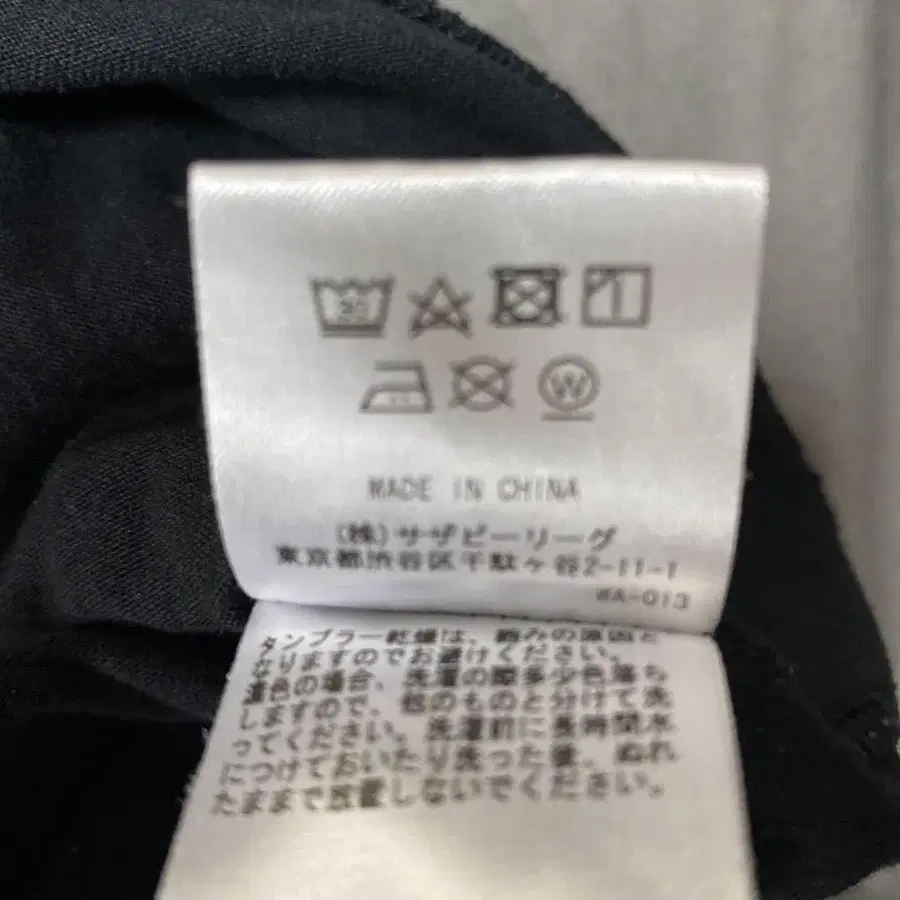 W
MADE IN CHINA
(株)サザビーリーグ
東京都渋谷区千駄ヶ谷2-11-1
WA-013
タンブラー乾燥は、縮みの原因と
なりますのでお避けください。
濃色の場合、洗濯の際多少色落ち
しますので、他のものと分けて洗
ってください。洗濯前に長時間水
につけておいたり洗った後、ぬれ
たままで放置しないでください。